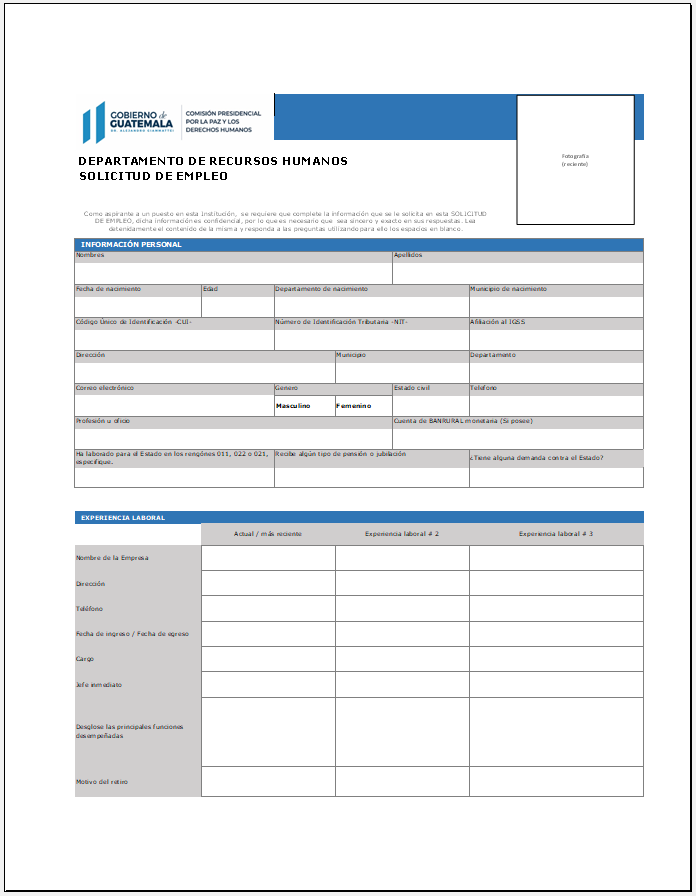 GOBIERNO de
GUATEMALA
DR. ALEJANDRO GIAMMATTEI
COMISIÓN PRESIDENCIAL
POR LA PAZ Y LOS
DERECHOS HUMANOS
Fotografía
(reciente)
DEPARTAMENTO DE RECURSOS HUMANOS
SOLICITUD DE EMPLEO
Como aspirante a un puesto en esta Institución, se requiere que complete la información que se le solicita en esta SOLICITUD
DE EMPLEO, dicha información es confidencial, por lo que es necesario que sea sincero y exacto en sus respuestas. Lea
detenidamente el contenido de la misma y responda a las preguntas utilizando para ello los espacios en blanco.
INFORMACIÓN PERSONAL
Nombres Apellidos
Fecha de nacimiento Edad Departamento de nacimiento Municipio de nacimiento
Código Único de Identificación -CUI- Número de Identificación Tributaria -NIT- Afiliación al IGSS
Dirección Municipio Departamento
Correo electrónico Genero Estado civil Telefono
Masculino Femenino
Profesión u oficio Cuenta de BANRURAL monetaria (Si posee)
Ha laborado para el Estado en los renglónes 011, 022 o 021,
especifique.
Recibe algún tipo de pensión o jubilación
¿Tiene alguna demanda contra el Estado?
EXPERIENCIA LABORAL
Actual / más reciente Experiencia laboral # 2 Experiencia laboral # 3
Nombre de la Empresa
Dirección
Teléfono
Fecha de ingreso / Fecha de egreso
Cargo
Jefe inmediato
Desglose las principales funciones
desempeñadas
Motivo del retiro